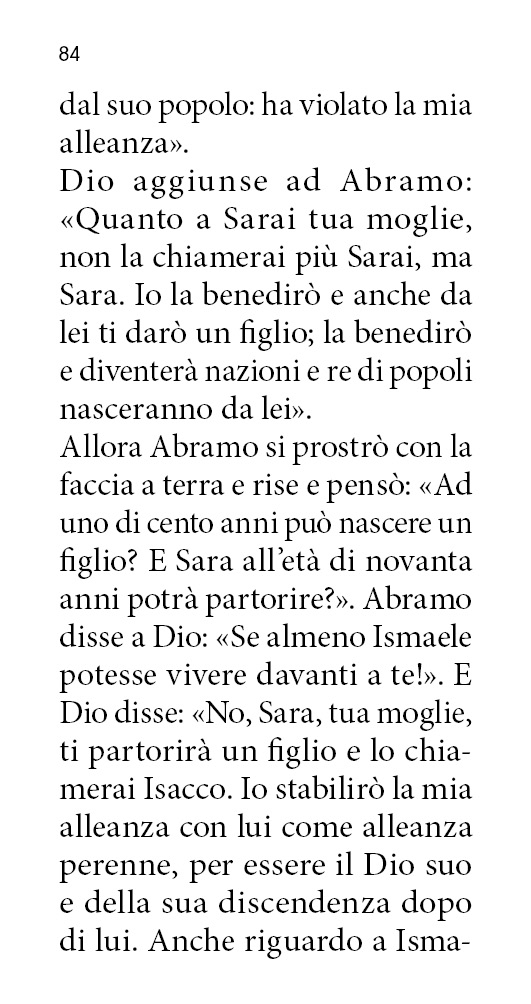 84
dal suo popolo: ha violato la mia
alleanza».
Dio aggiunse ad Abramo:
«Quanto a Sarai tua moglie,
non la chiamerai più Sarai, ma
Sara. Io la benedirò e anche da
lei ti darò un figlio; la benedirò
e diventerà nazioni e re di popoli
nasceranno da lei».
Allora Abramo si prostrò con la
faccia a terra e rise e pensò: «Ad
uno di cento anni può nascere un
figlio? E Sara all’età di novanta
anni potrà partorire?». Abramo
disse a Dio: «Se almeno Ismaele
potesse vivere davanti a te!». E
Dio disse: «No, Sara, tua moglie,
ti partorirà un figlio e lo chia-
merai Isacco. Io stabilirò la mia
alleanza con lui come alleanza
perenne, per essere il Dio suo
e della sua discendenza dopo
di lui. Anche riguardo a Isma-